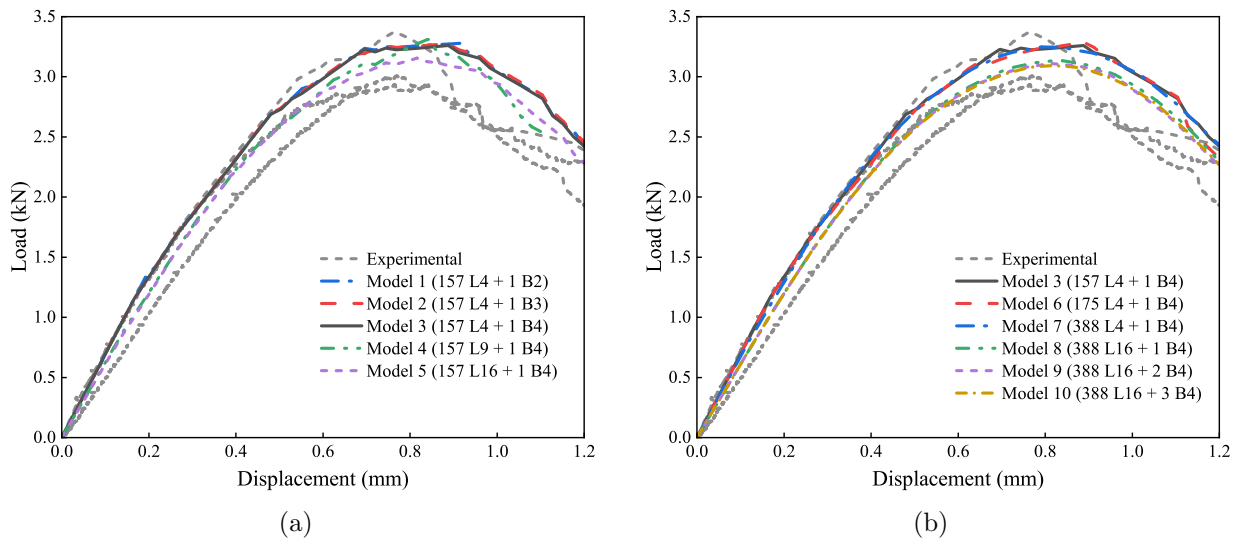 3.5
3.0
2.5
2.0
1.5
1.0
0.5
0.0
Load (kN)
0.0 0.2 0.4 0.6 0.8 1.0 1.2
Displacement (mm)
Experimental
Model 1 (157 L4 + 1 B2)
Model 2 (157 L4 + 1 B3)
Model 3 (157 L4 + 1 B4)
Model 4 (157 L9 + 1 B4)
Model 5 (157 L16 + 1 B4)
(a)
3.5
3.0
2.5
2.0
1.5
1.0
0.5
0.0
Load (kN)
0.0 0.2 0.4 0.6 0.8 1.0 1.2
Displacement (mm)
Experimental
Model 3 (157 L4 + 1 B4)
Model 6 (175 L4 + 1 B4)
Model 7 (388 L4 + 1 B4)
Model 8 (388 L16 + 1 B4)
Model 9 (388 L16 + 2 B4)
Model 10 (388 L16 + 3 B4)
(b)